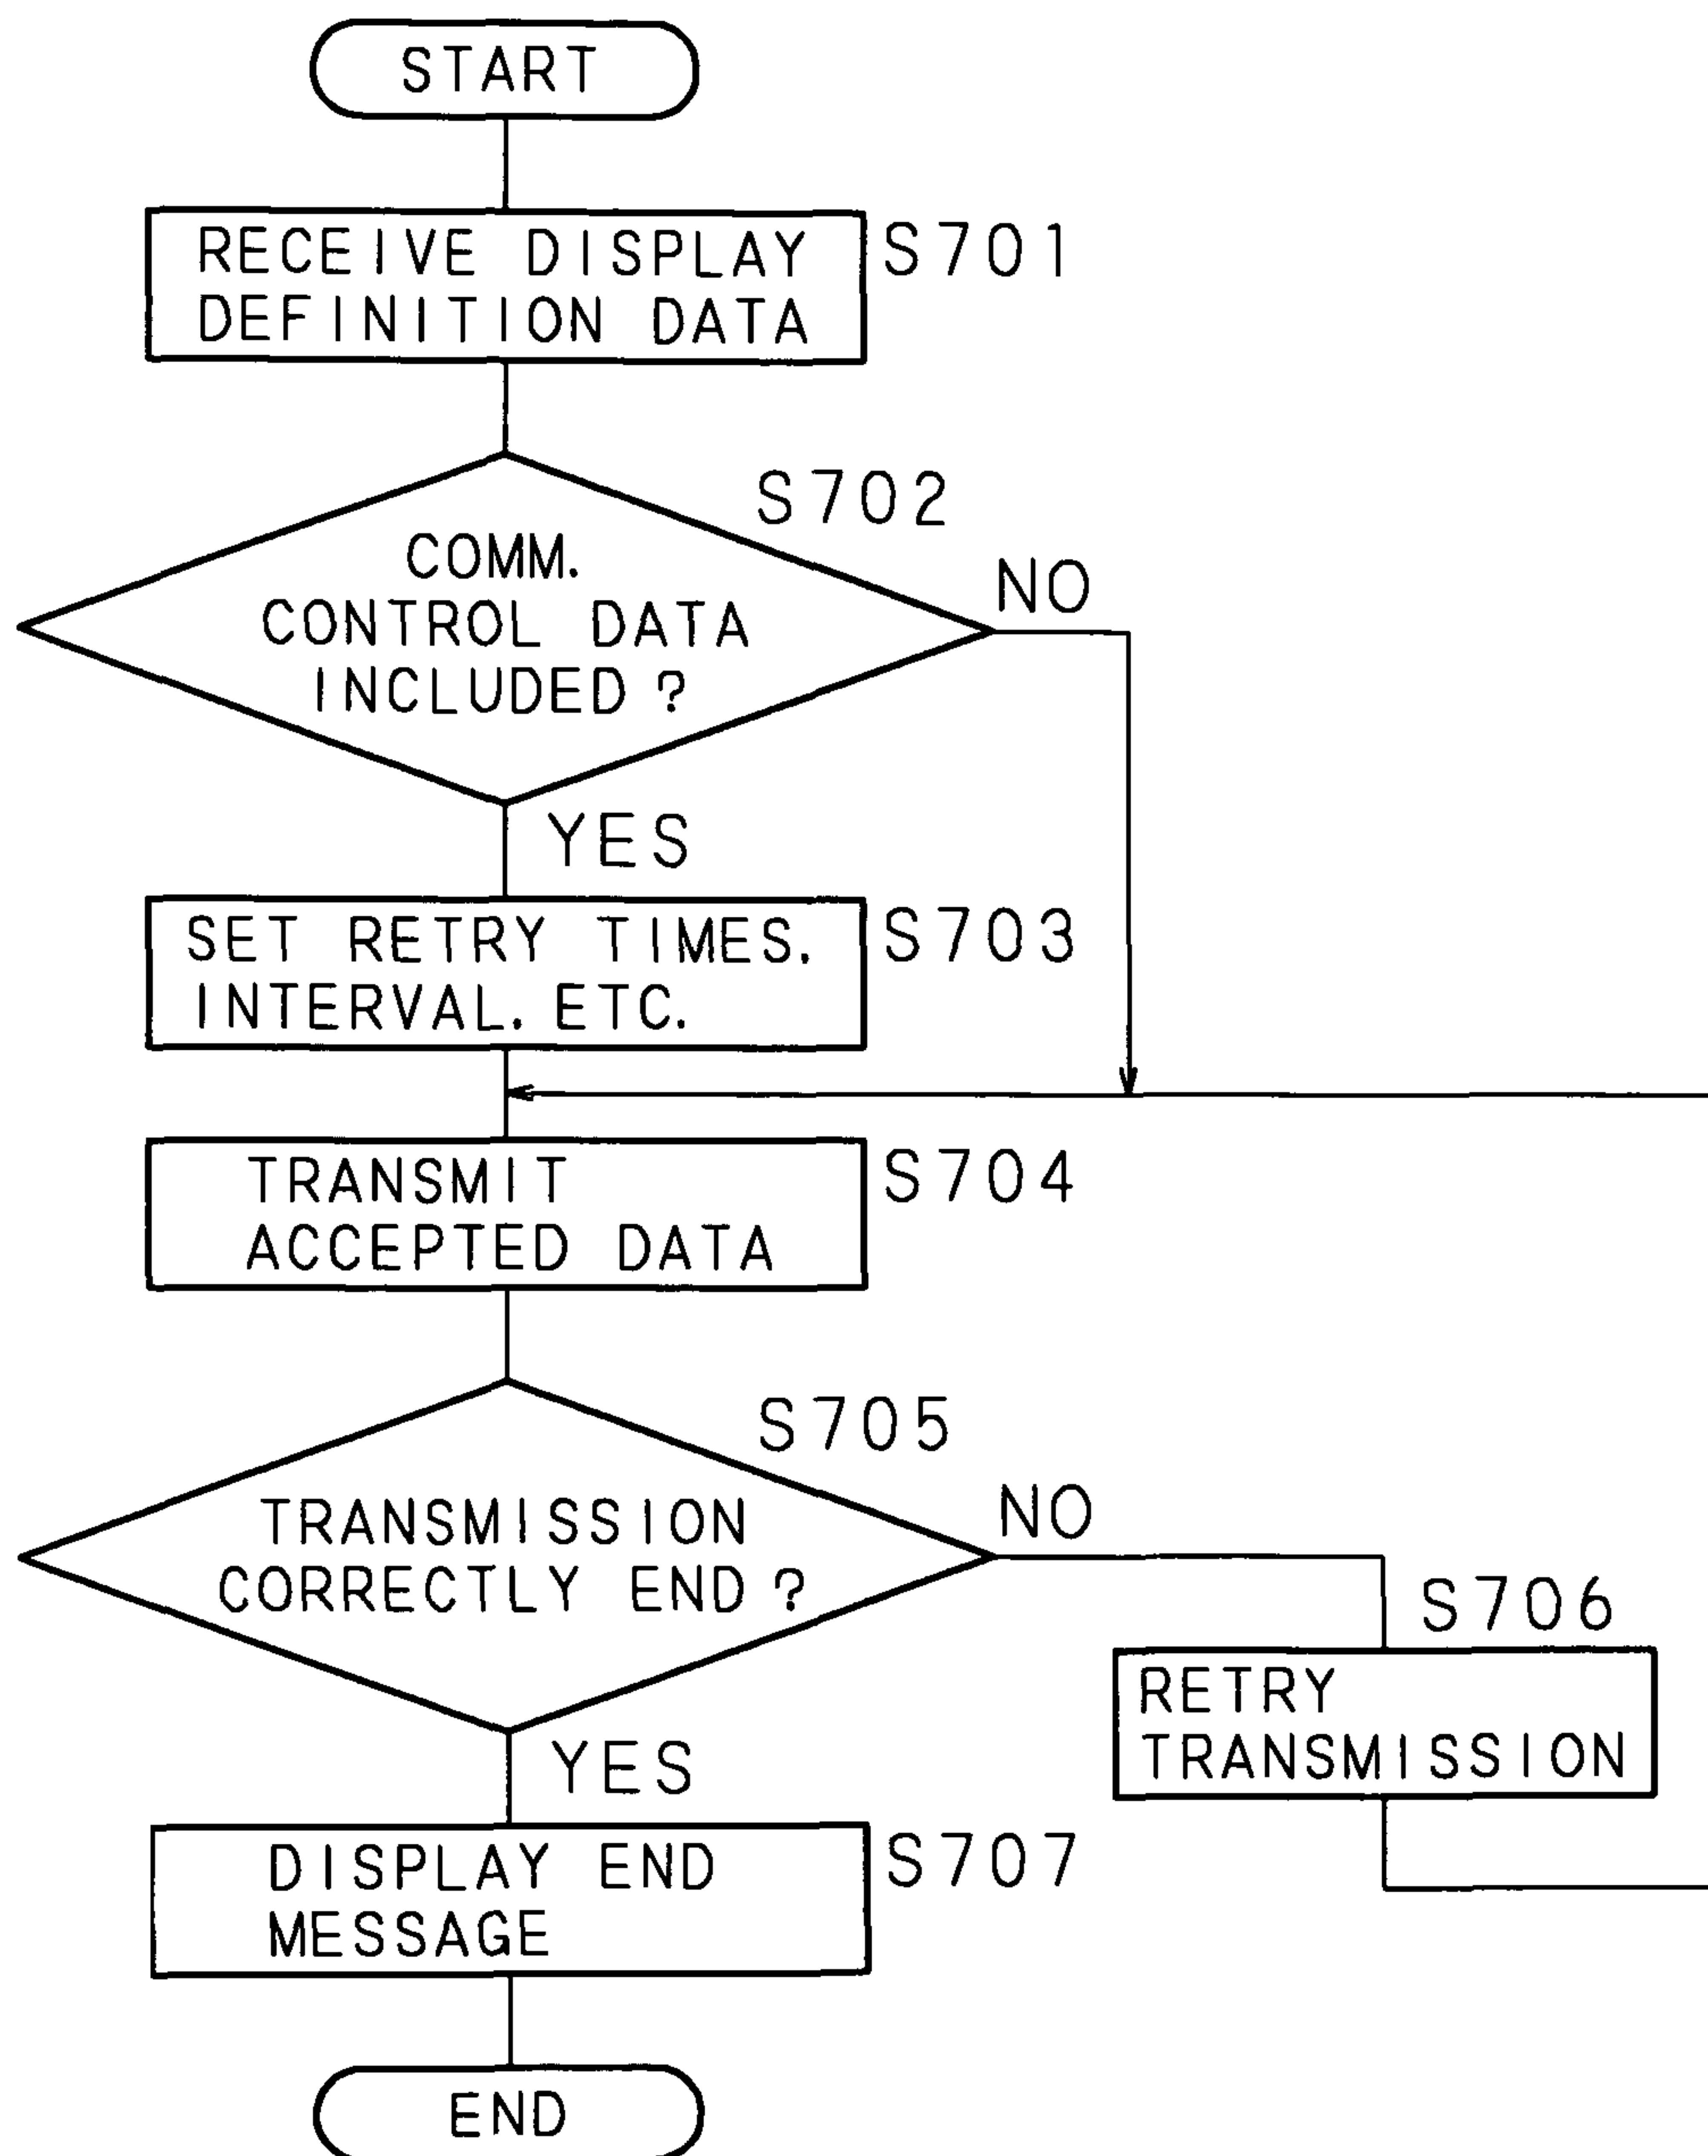 START
RECEIVE DISPLAY
DEFINITION DATA
S701
S702
COMM.
CONTROL DATA
INCLUDED ?
NO
YES
SET RETRY TIMES.
INTERVAL. ETC.
S703
TRANSMIT
ACCEPTED DATA
S704
S705
TRANSMISSION
CORRECTLY END ?
NO
S706
RETRY
TRANSMISSION
YES
DISPLAY END
MESSAGE
S707
END